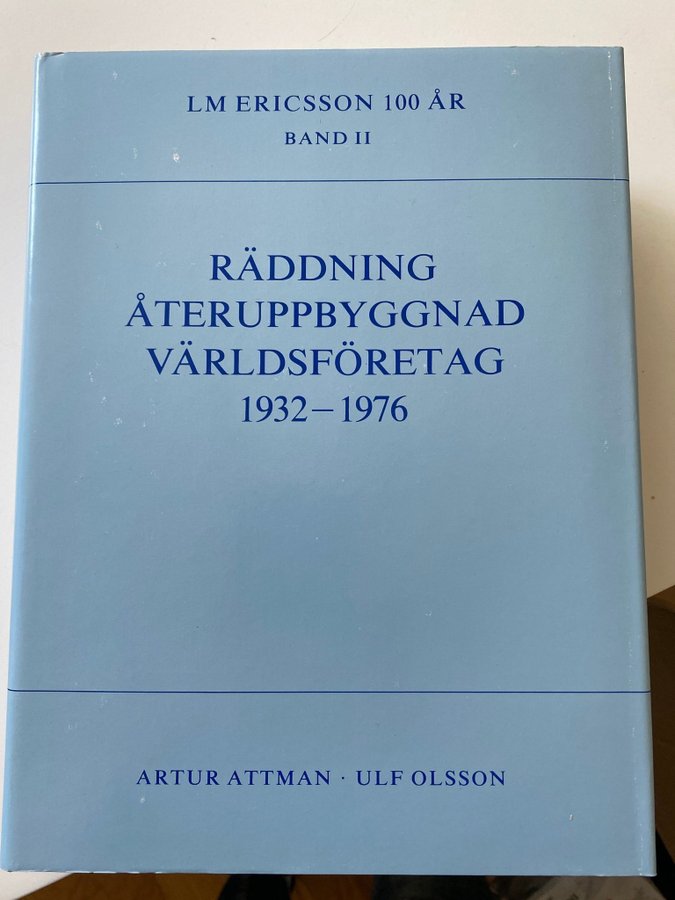 LM ERICSSON 100 ÅR
BAND II
RÄDDNING
ÅTERUPPBYGGNAD
VÄRLDSFÖRETAG
1932–1976
ARTUR ATTMAN · ULF OLSSON